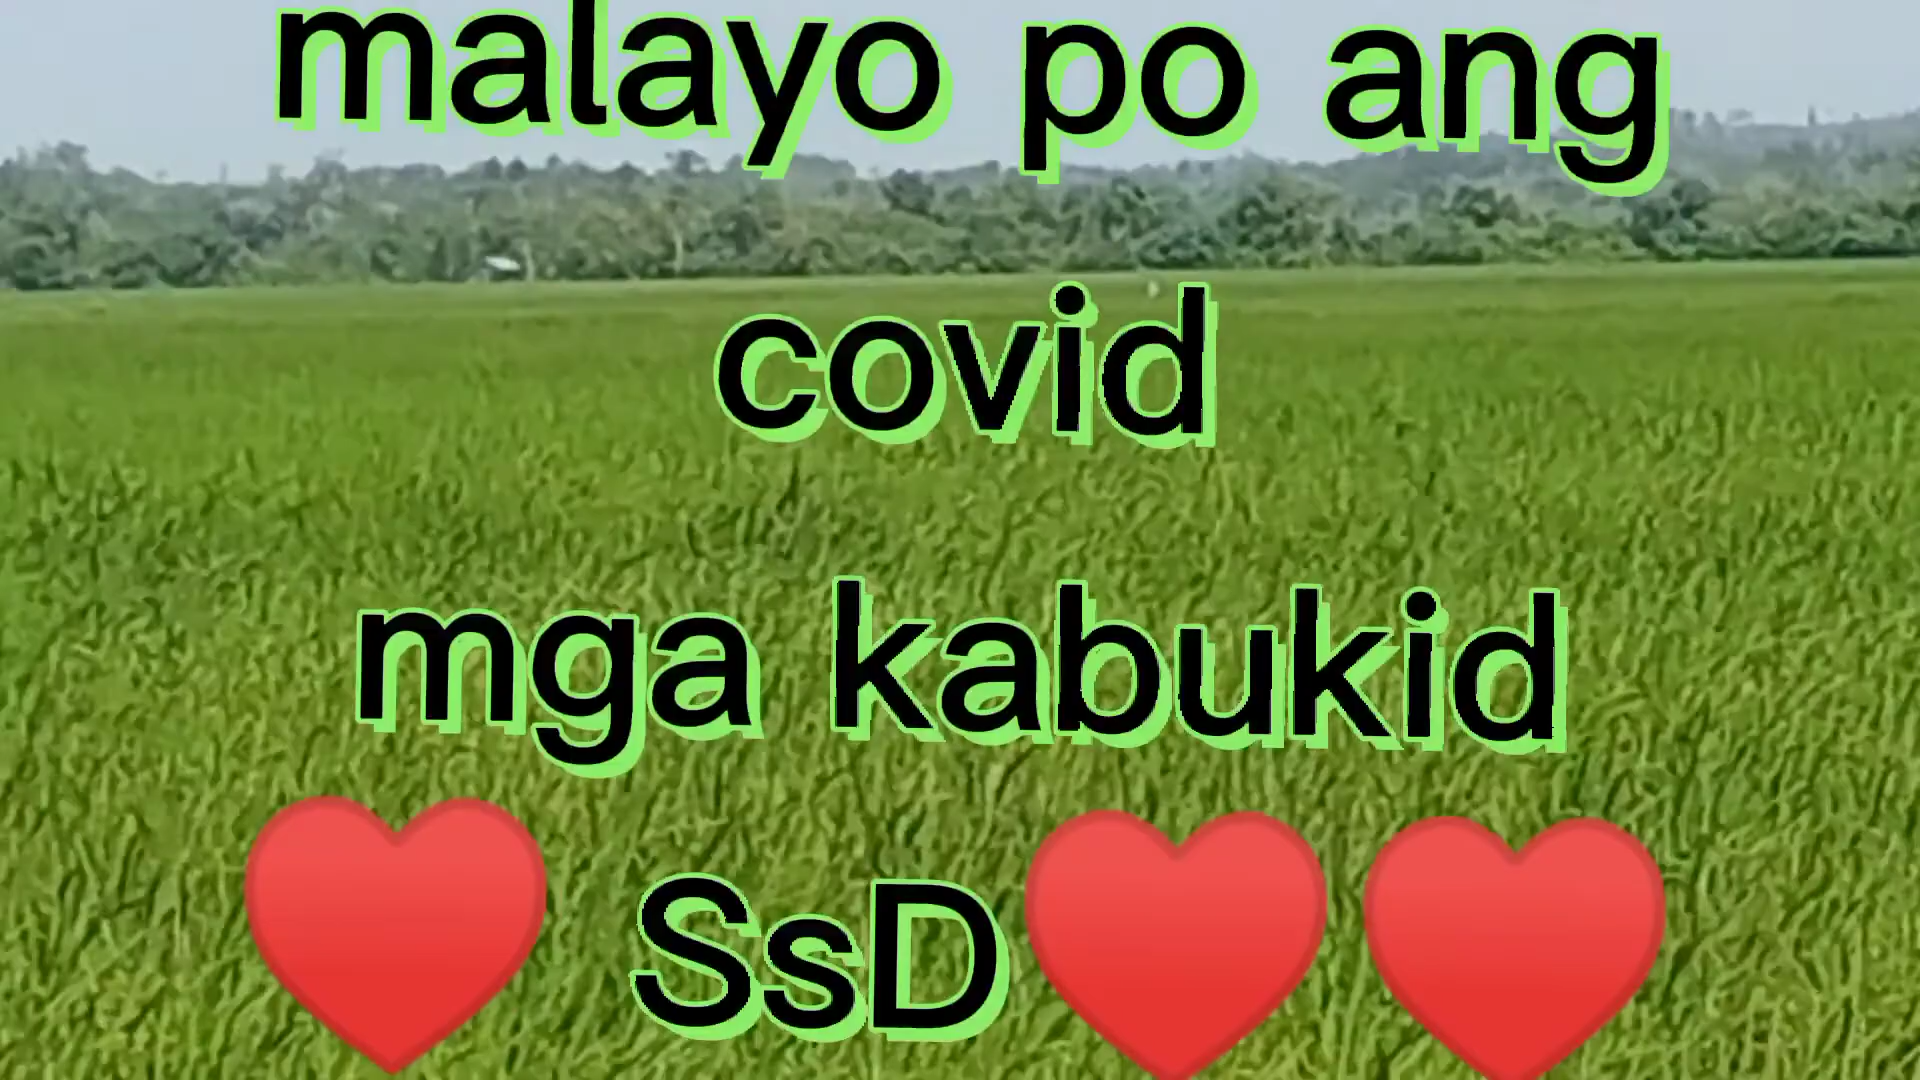 malayo po ang
covid
mga kabukid
❤️ SsD❤️❤️